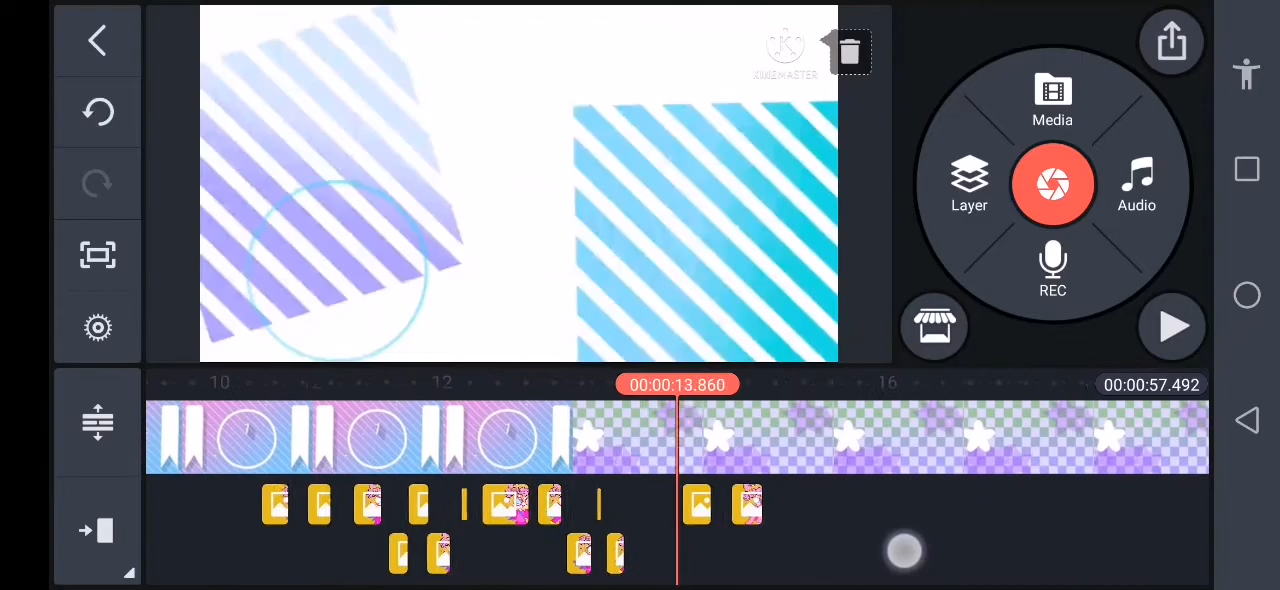 KINEMASTER
Media
Layer
Audio
REC
10
12
00:00:13.860
16
00:00:57.492